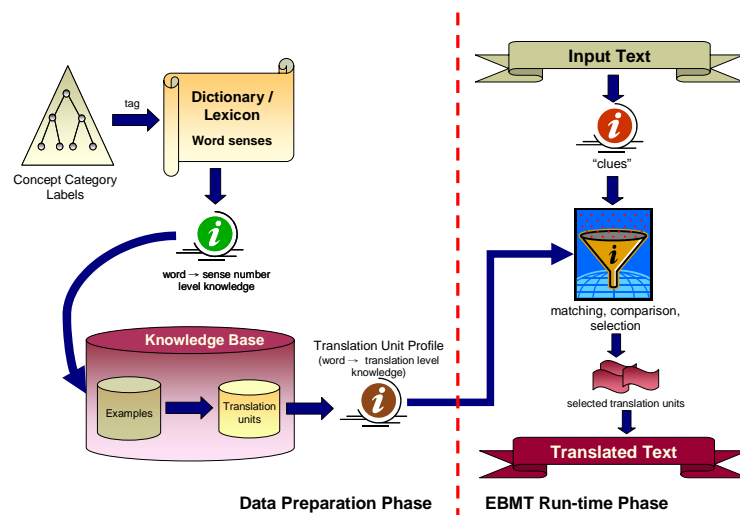 tag
Dictionary /
Lexicon
Word senses
Concept Category
Labels
i
word → sense number
level knowledge
Knowledge Base
Examples
Translation
units
Translation Unit Profile
(word → translation level
knowledge)
i
Data Preparation Phase
Input Text
i
“clues”
i
matching, comparison,
selection
selected translation units
Translated Text
EBMT Run-time Phase